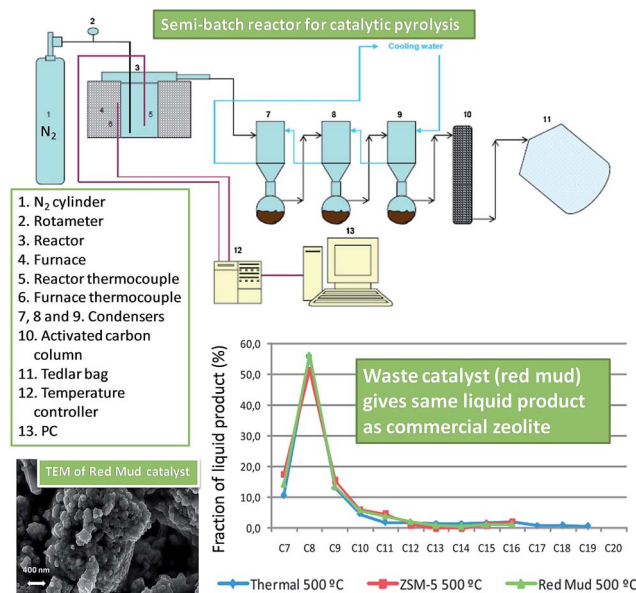 Semi-batch reactor for catalytic pyrolysis
Cooling water
2
3
1
N2
4
5
6
7
8
9
10
11
12
13
1. N2 cylinder
2. Rotameter
3. Reactor
4. Furnace
5. Reactor thermocouple
6. Furnace thermocouple
7, 8 and 9. Condensers
10. Activated carbon
column
11. Tedlar bag
12. Temperature
controller
13. PC
TEM of Red Mud catalyst
400 nm
Fraction of liquid product (%)
60,0
50,0
40,0
30,0
20,0
10,0
0,0
Waste catalyst (red mud)
gives same liquid product
as commercial zeolite
C7 C8 C9 C10 C11 C12 C13 C14 C15 C16 C17 C18 C19 C20
Thermal 500 ºC ZSM-5 500 ºC Red Mud 500 ºC